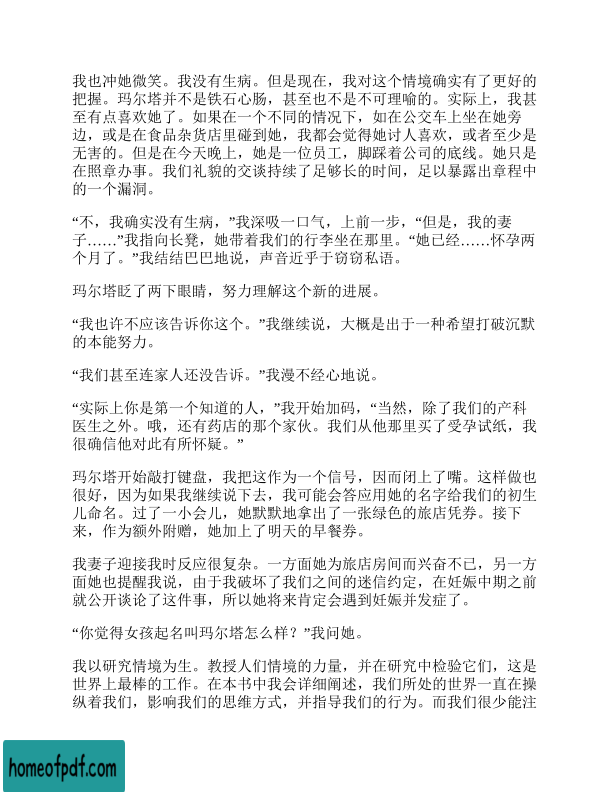 我也冲她微笑。我没有生病。但是现在，我对这个情境确实有了更好的
把握。玛尔塔并不是铁石心肠，甚至也不是不可理喻的。实际上，我甚
至有点喜欢她了。如果在一个不同的情况下，如在公交车上坐在她旁
边，或是在食品杂货店里碰到她，我都会觉得她讨人喜欢，或者至少是
无害的。但是在今天晚上，她是一位员工，脚踩着公司的底线。她只是
在照章办事。我们礼貌的交谈持续了足够长的时间，足以暴露出章程中
的一个漏洞。
“不，我确实没有生病，”我深吸一口气，上前一步，“但是，我的妻
子……”我指向长凳，她带着我们的行李坐在那里。“她已经……怀孕两
个月了。”我结结巴巴地说，声音近乎于窃窃私语。
玛尔塔眨了两下眼睛，努力理解这个新的进展。
“我也许不应该告诉你这个。”我继续说，大概是出于一种希望打破沉默
的本能努力。
“我们甚至连家人还没告诉。”我漫不经心地说。
“实际上你是第一个知道的人，”我开始加码，“当然，除了我们的产科
医生之外。哦，还有药店的那个家伙。我们从他那里买了受孕试纸，我
很确信他对此有所怀疑。”
玛尔塔开始敲打键盘，我把这作为一个信号，因而闭上了嘴。这样做也
很好，因为如果我继续说下去，我可能会答应用她的名字给我们的初生
儿命名。过了一小会儿，她默默地拿出了一张绿色的旅店凭券。接下
来，作为额外附赠，她加上了明天的早餐券。
我妻子迎接我时反应很复杂。一方面她为旅店房间而兴奋不已，另一方
面她也提醒我说，由于我破坏了我们之间的迷信约定，在妊娠中期之前
就公开谈论了这件事，所以她将来肯定会遇到妊娠并发症了。
“你觉得女孩起名叫玛尔塔怎么样？”我问她。
我以研究情境为生。教授人们情境的力量，并在研究中检验它们，这是
世界上最棒的工作。在本书中我会详细阐述，我们所处的世界一直在操
纵着我们，影响我们的思维方式，并指导我们的行为。而我们很少能注
homeofpdf.com